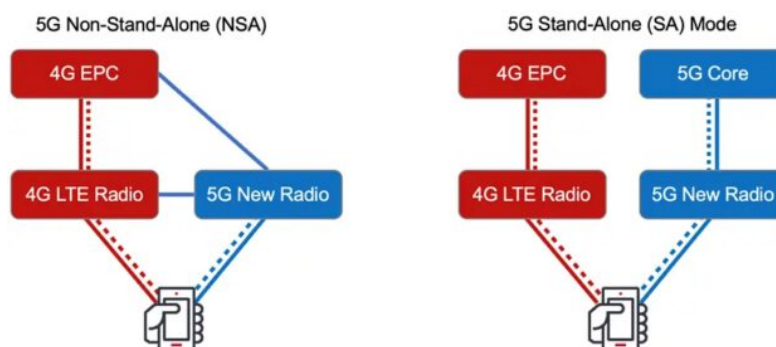 5G Non-Stand-Alone (NSA)
4G EPC
4G LTE Radio
5G New Radio
5G Stand-Alone (SA) Mode
4G EPC
5G Core
4G LTE Radio
5G New Radio